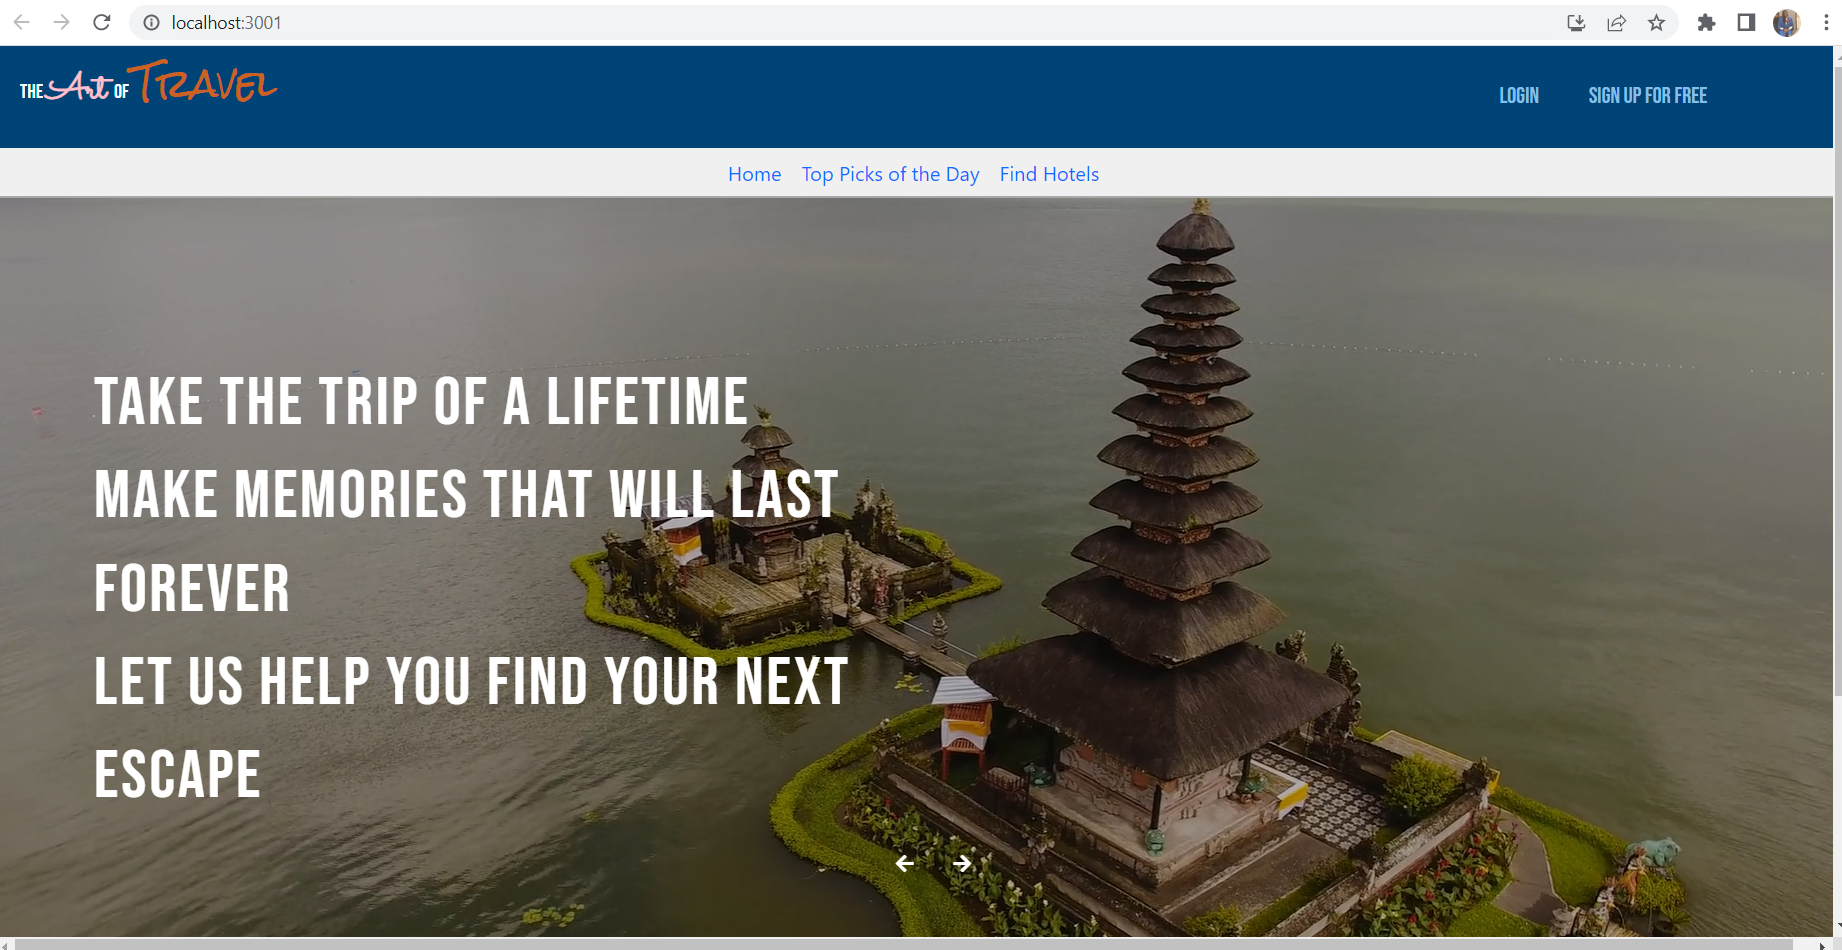 localhost:3001
THE Art OF TRAVEL
LOGIN SIGN UP FOR FREE
Home Top Picks of the Day Find Hotels
TAKE THE TRIP OF A LIFETIME
MAKE MEMORIES THAT WILL LAST
FOREVER
LET US HELP YOU FIND YOUR NEXT
ESCAPE